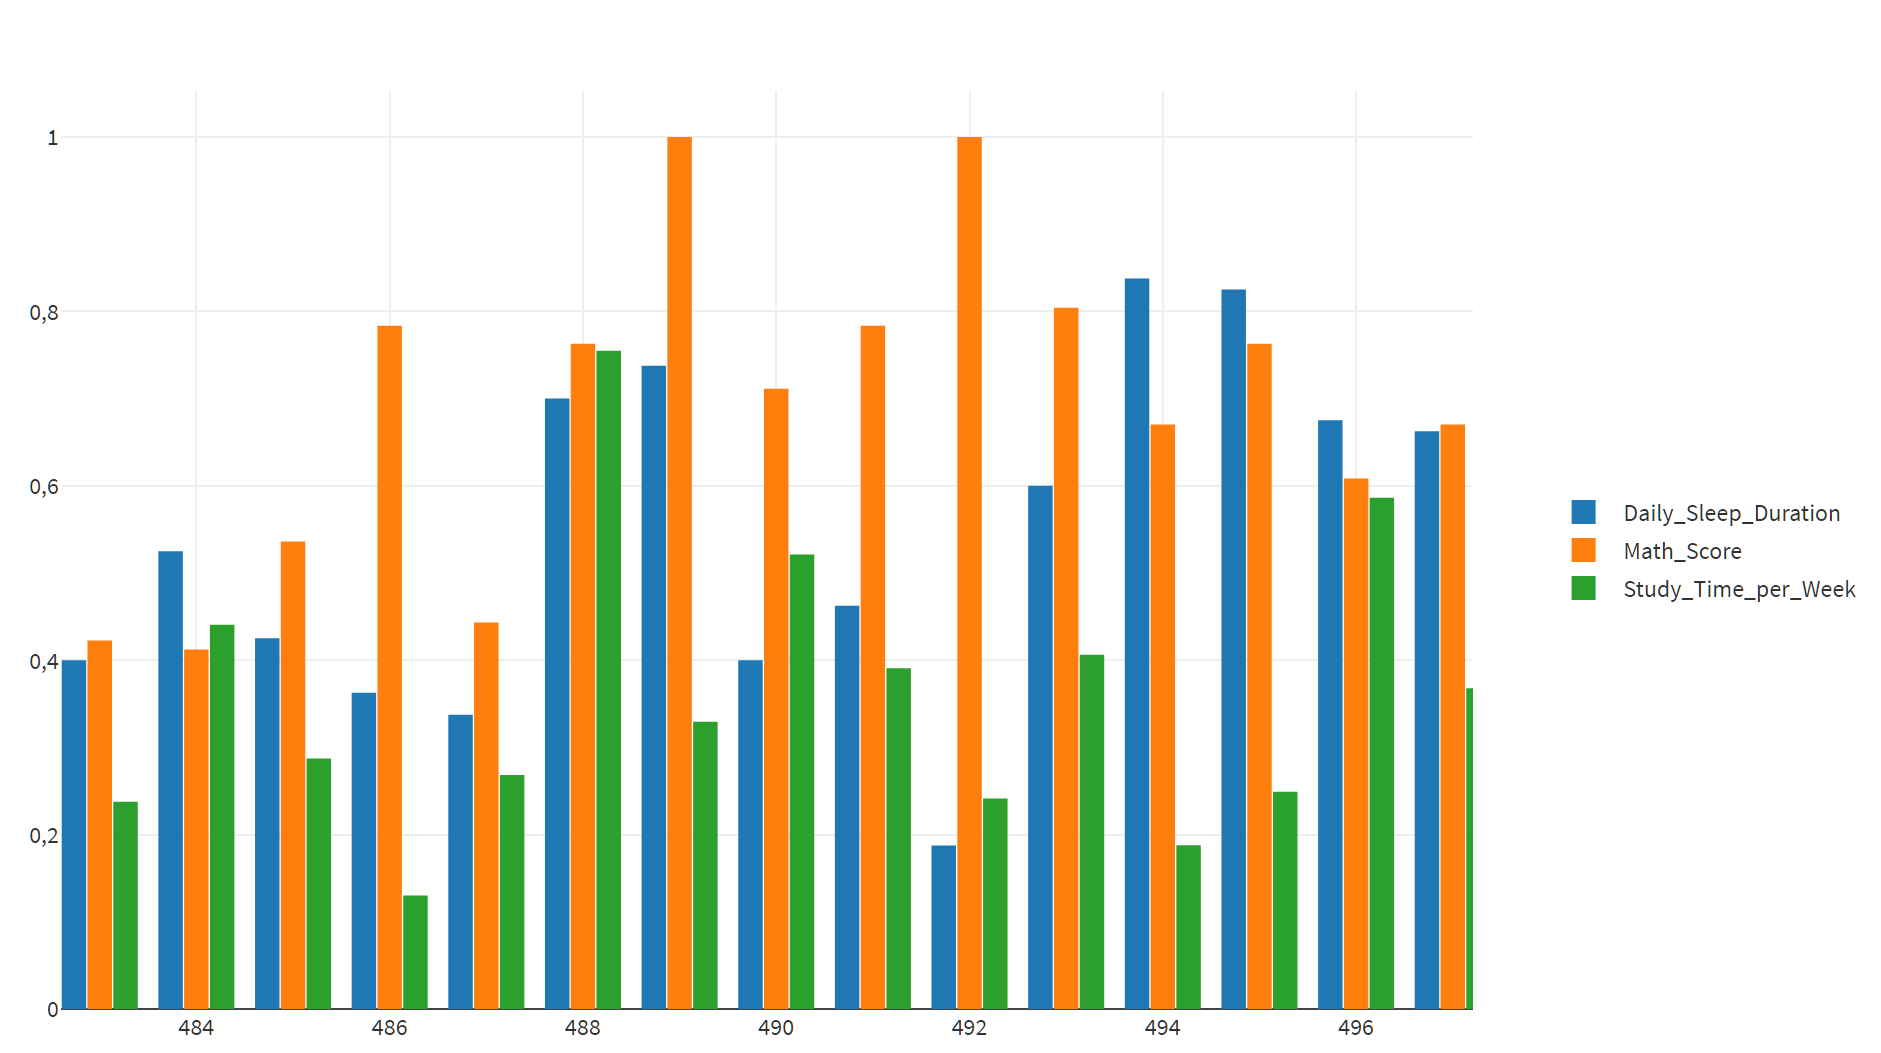 1
0,8
0,6
0,4
0,2
0
484 486 488 490 492 494 496
Daily_Sleep_Duration
Math_Score
Study_Time_per_Week